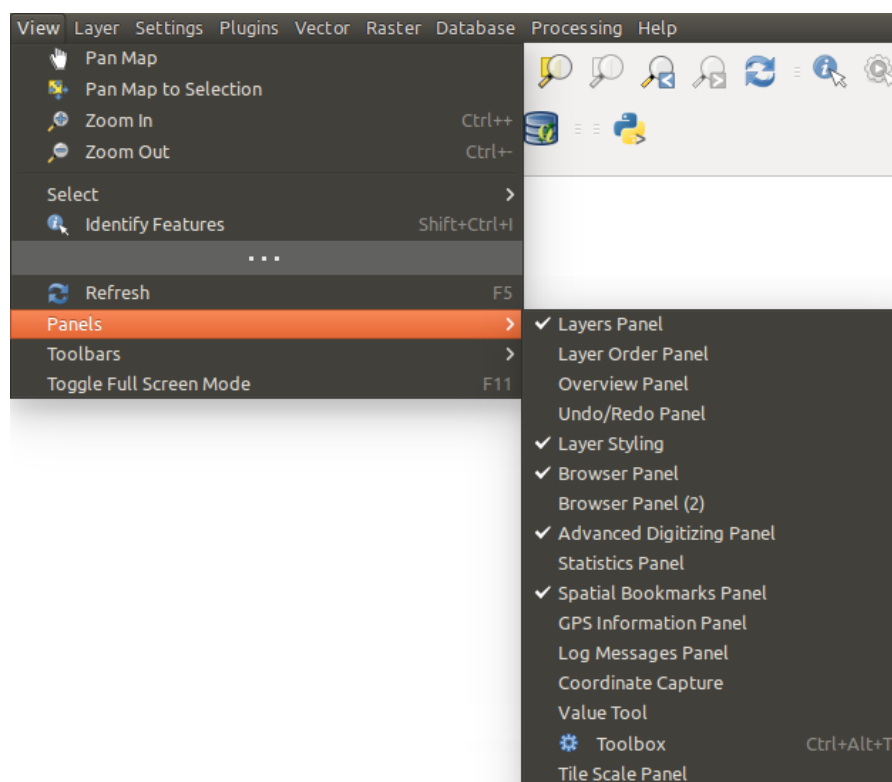 View Layer Settings Plugins Vector Raster Database Processing Help
Pan Map
Pan Map to Selection
Zoom In Ctrl++
Zoom Out Ctrl+-
Select
Identify Features Shift+Ctrl+I
...
Refresh F5
Panels
Toolbars
Toggle Full Screen Mode F11
Layers Panel
Layer Order Panel
Overview Panel
Undo/Redo Panel
Layer Styling
Browser Panel
Browser Panel (2)
Advanced Digitizing Panel
Statistics Panel
Spatial Bookmarks Panel
GPS Information Panel
Log Messages Panel
Coordinate Capture
Value Tool
Toolbox Ctrl+Alt+T
Tile Scale Panel